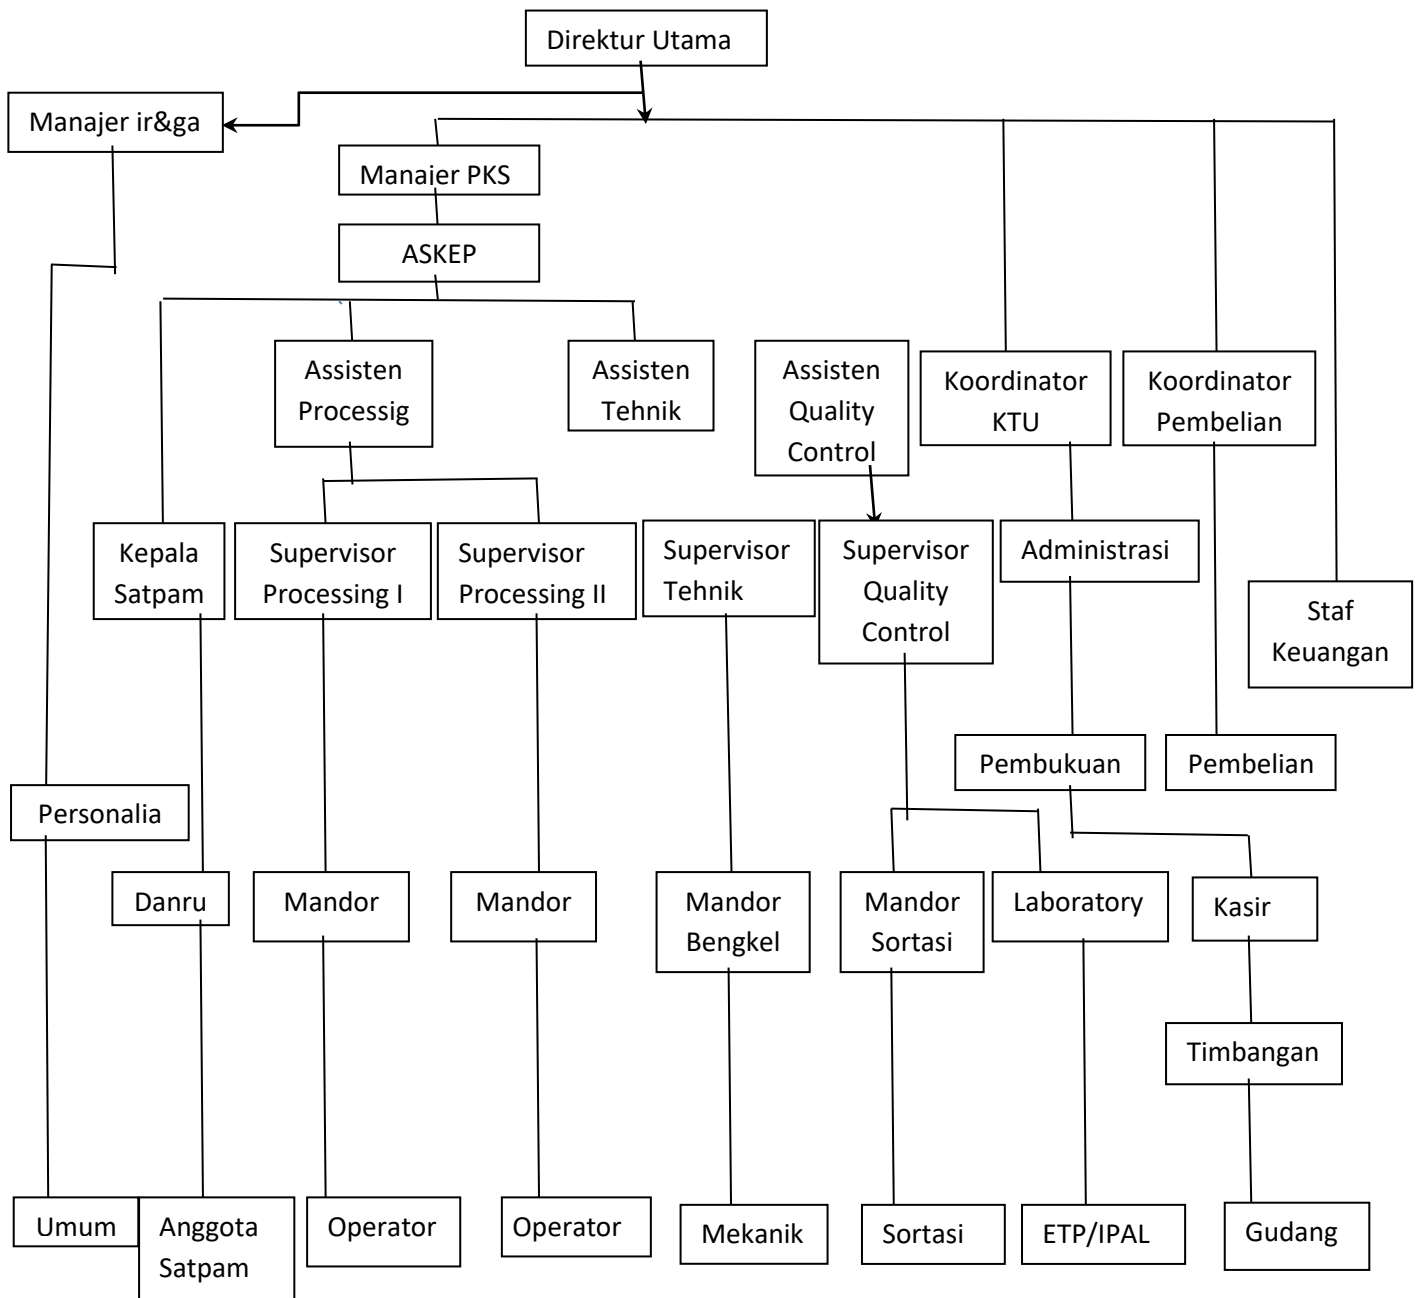 Direktur Utama
Manajer ir&ga
Manajer PKS
ASKEP
Assisten
Processig
Assisten
Tehnik
Assisten
Quality
Control
Koordinator
KTU
Koordinator
Pembelian
Kepala
Satpam
Supervisor
Processing I
Supervisor
Processing II
Supervisor
Tehnik
Supervisor
Quality
Control
Administrasi
Staf
Keuangan
Pembukuan
Pembelian
Personalia
Danru
Mandor
Mandor
Mandor
Bengkel
Mandor
Sortasi
Laboratory
Kasir
Timbangan
Umum
Anggota
Satpam
Operator
Operator
Mekanik
Sortasi
ETP/IPAL
Gudang